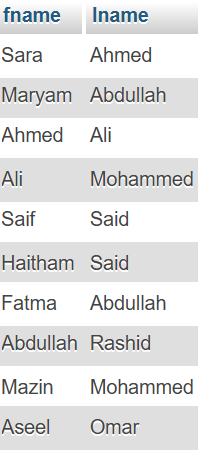 fname lname
Sara Ahmed
Maryam Abdullah
Ahmed Ali
Ali Mohammed
Saif Said
Haitham Said
Fatma Abdullah
Abdullah Rashid
Mazin Mohammed
Aseel Omar